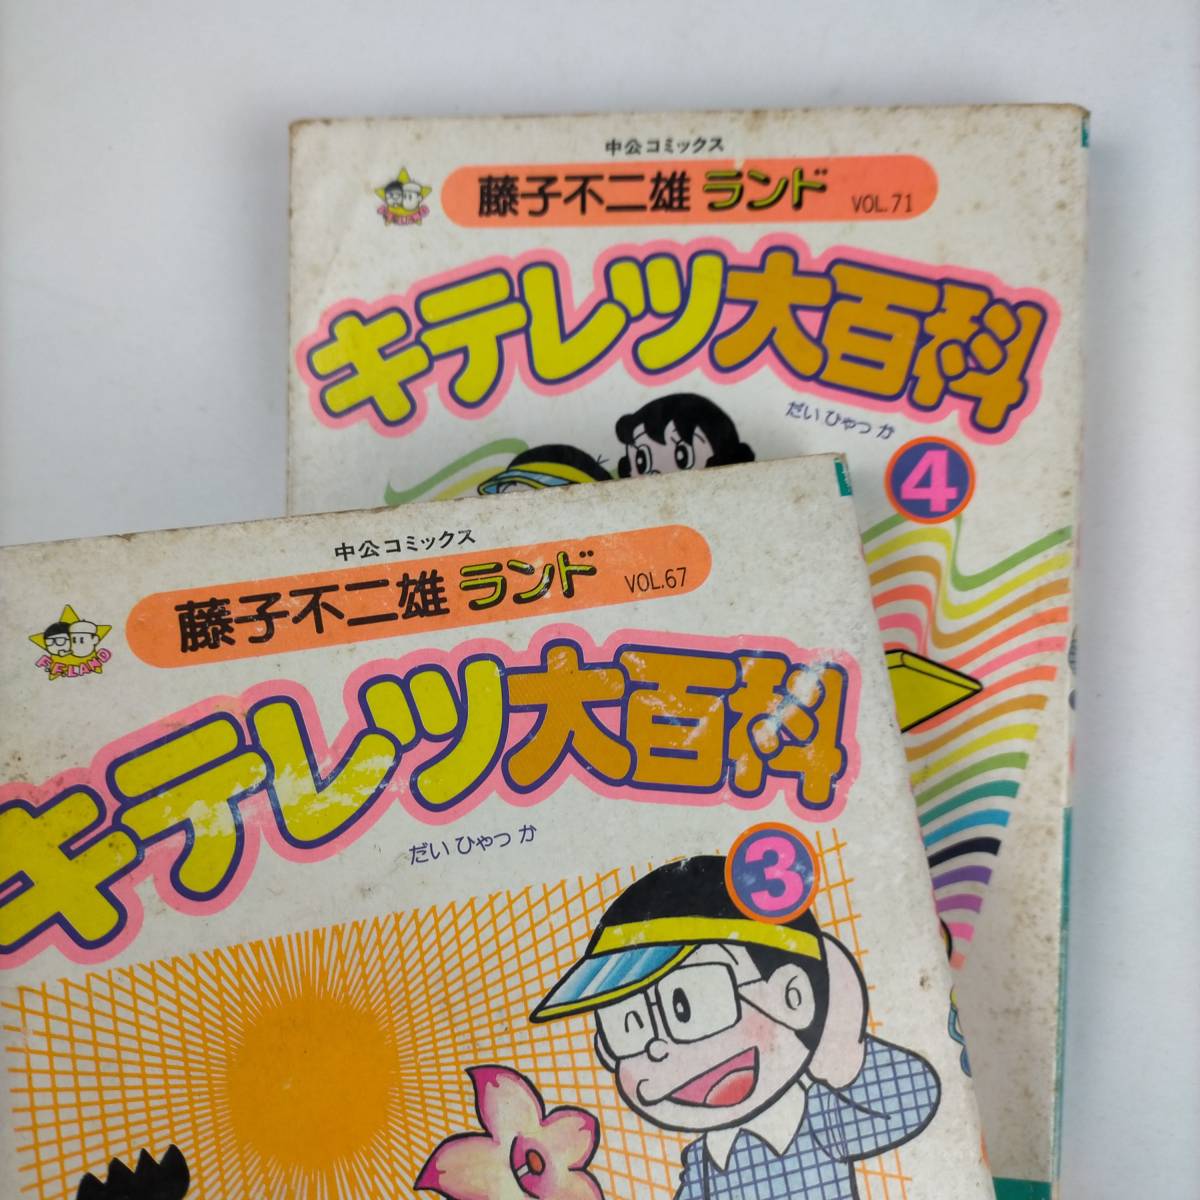 中公コミックス
藤子不二雄ランド VOL.71
キテレツ大百科
だいひゃっか
4
中公コミックス
藤子不二雄ランド VOL.67
F.F.LAND
キテレツ大百科
だいひゃっか
3